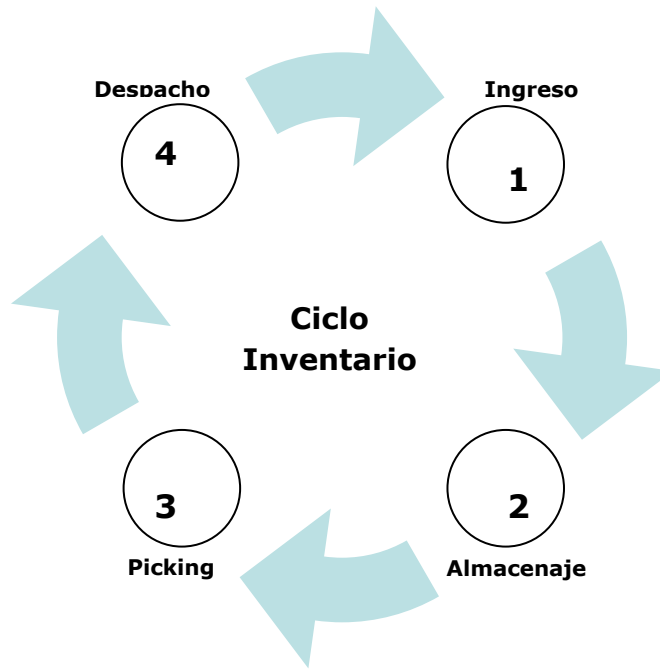 Despacho
Ingreso
4
1
Ciclo
Inventario
3
2
Picking
Almacenaje